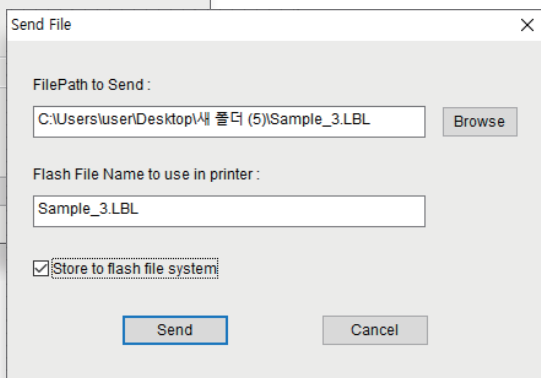 Send File
FilePath to Send :
C:\Users\user\Desktop\새 폴더 (5)\Sample_3.LBL
Browse
Flash File Name to use in printer :
Sample_3.LBL
Store to flash file system
Send
Cancel